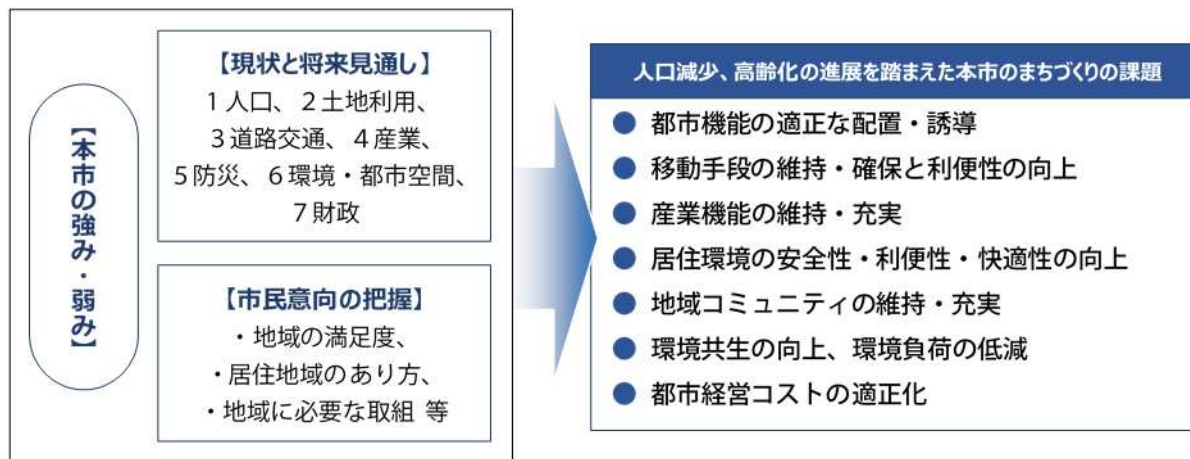 【本市の強み・弱み】
【現状と将来見通し】
1人口、2土地利用、
3道路交通、4産業、
5防災、6環境・都市空間、
7財政
【市民意向の把握】
・地域の満足度、
・居住地域のあり方、
・地域に必要な取組 等
人口減少、高齢化の進展を踏まえた本市のまちづくりの課題
● 都市機能の適正な配置・誘導
● 移動手段の維持・確保と利便性の向上
● 産業機能の維持・充実
● 居住環境の安全性・利便性・快適性の向上
● 地域コミュニティの維持・充実
● 環境共生の向上、環境負荷の低減
● 都市経営コストの適正化